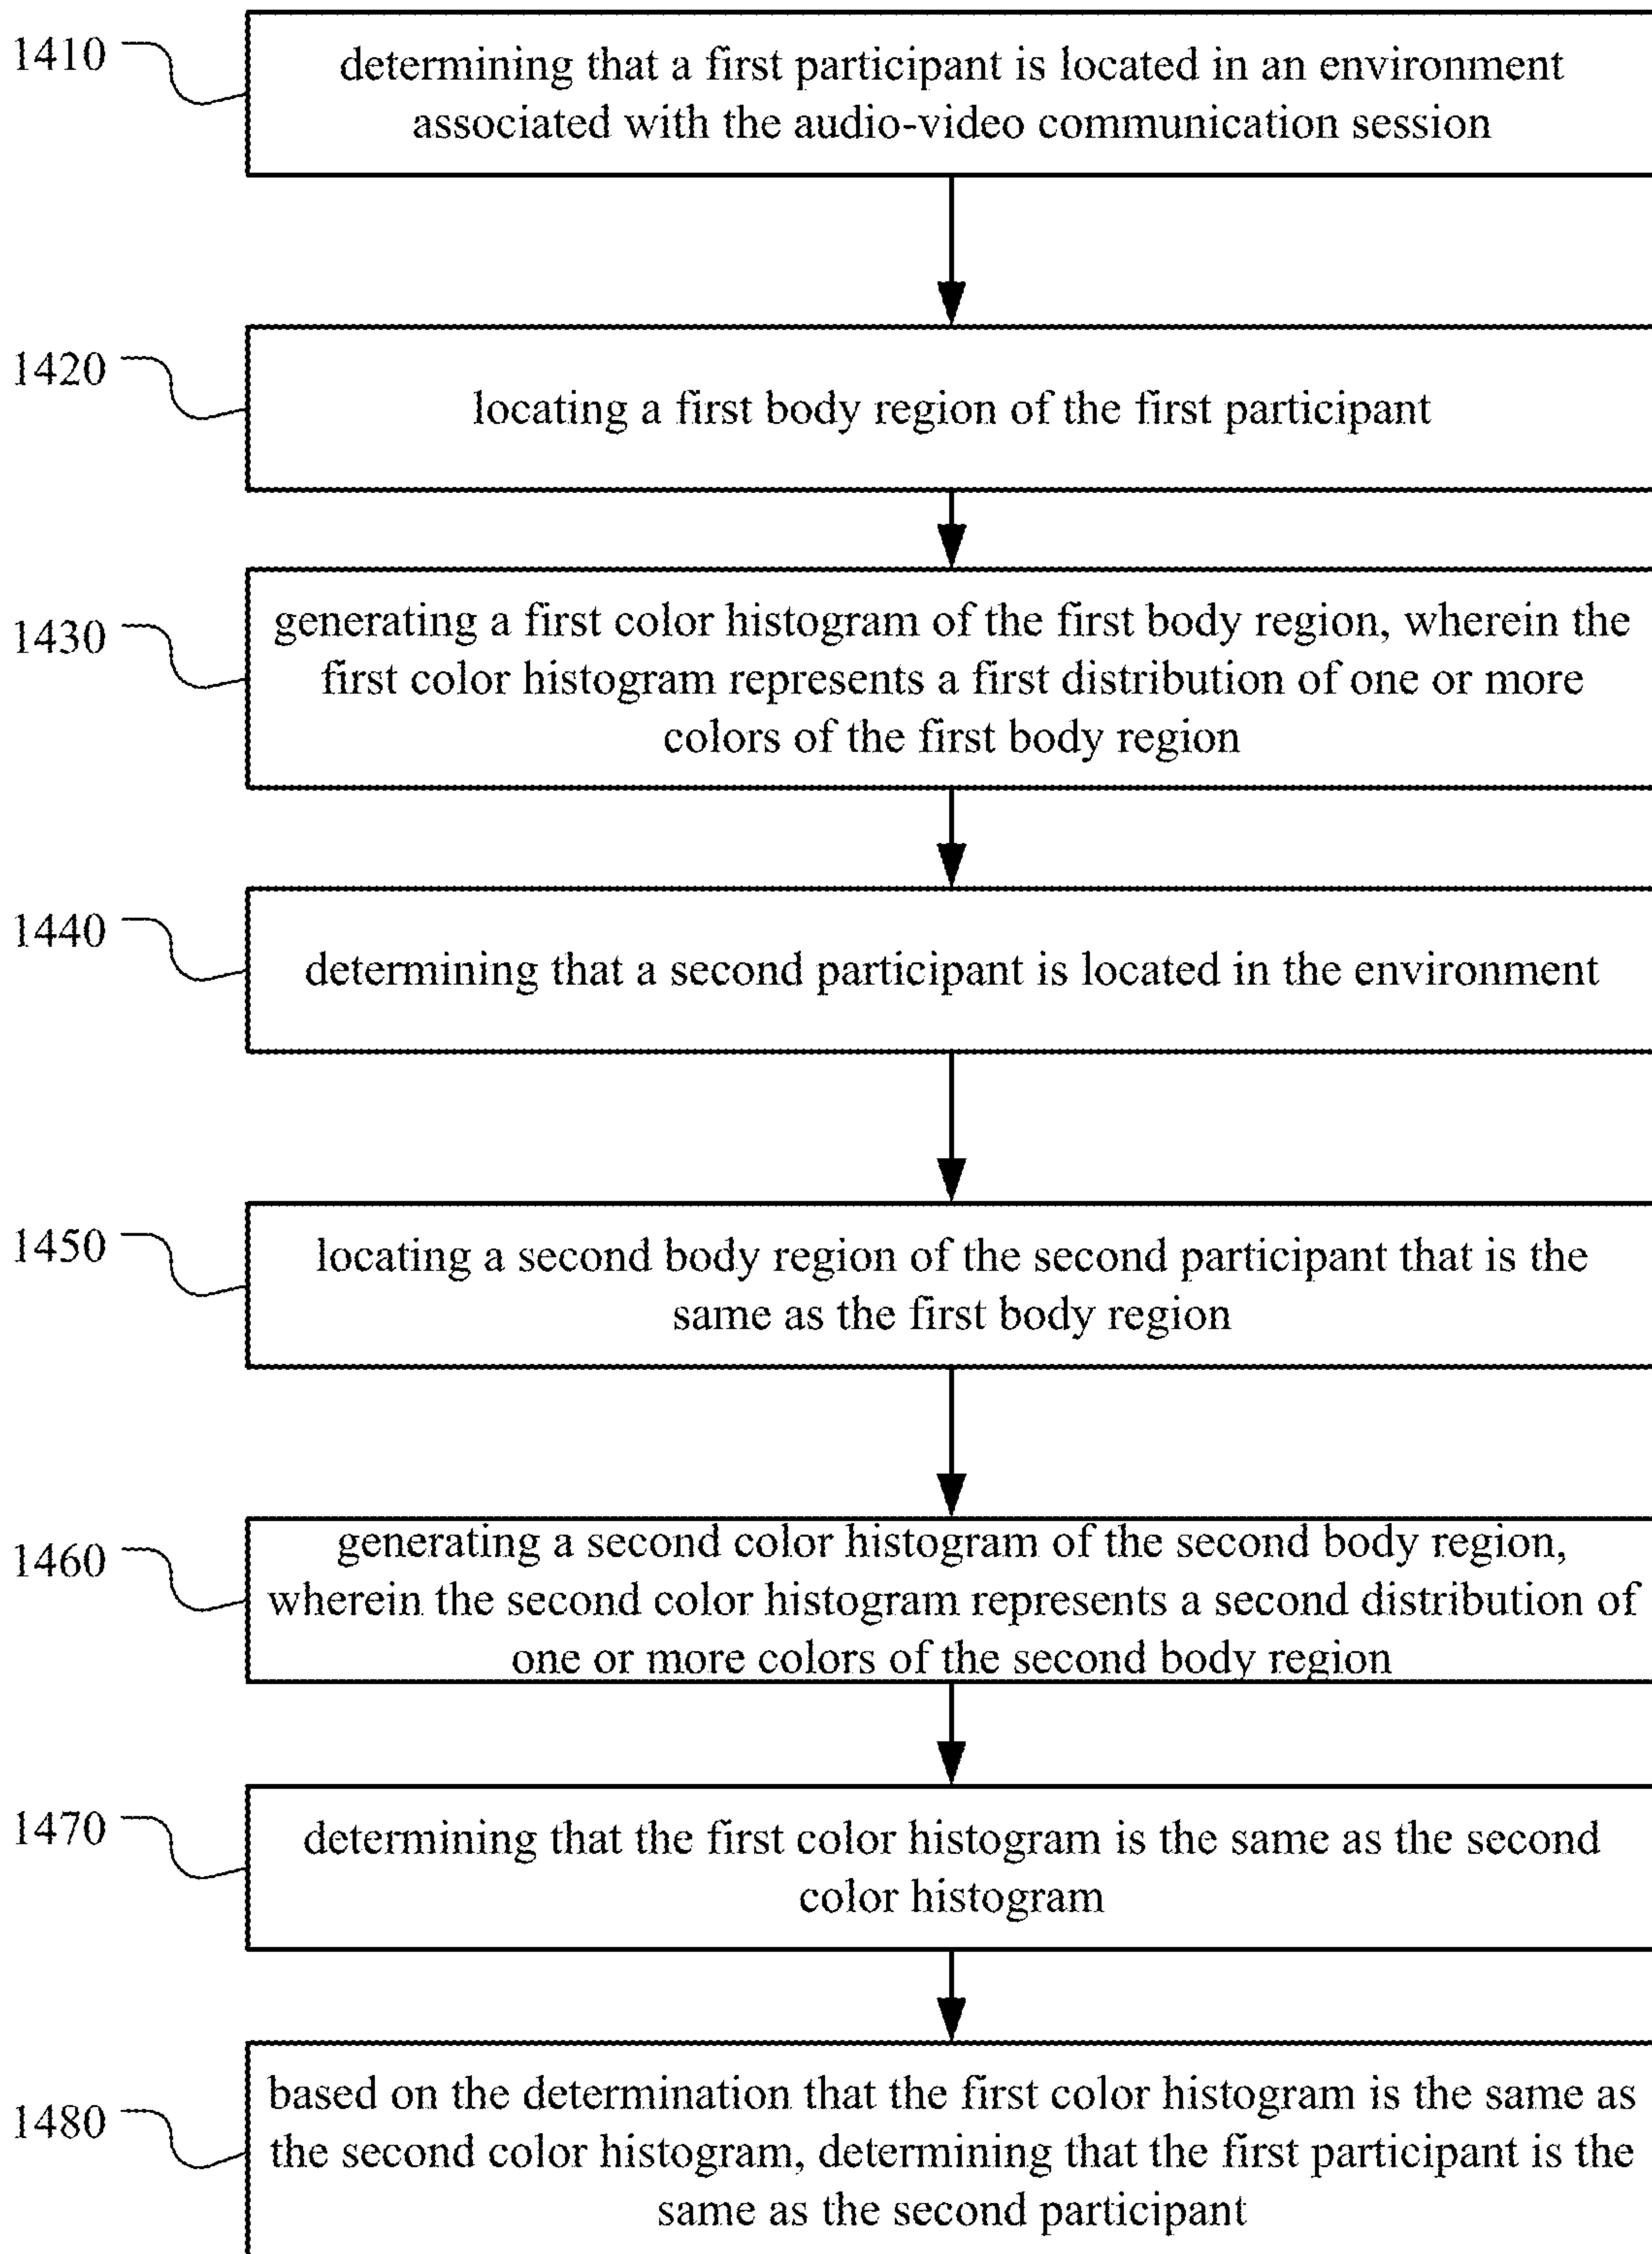 1410
determining that a first participant is located in an environment
associated with the audio-video communication session
1420
locating a first body region of the first participant
1430
generating a first color histogram of the first body region, wherein the
first color histogram represents a first distribution of one or more
colors of the first body region
1440
determining that a second participant is located in the environment
1450
locating a second body region of the second participant that is the
same as the first body region
1460
generating a second color histogram of the second body region,
wherein the second color histogram represents a second distribution of
one or more colors of the second body region
1470
determining that the first color histogram is the same as the second
color histogram
1480
based on the determination that the first color histogram is the same as
the second color histogram, determining that the first participant is the
same as the second participant